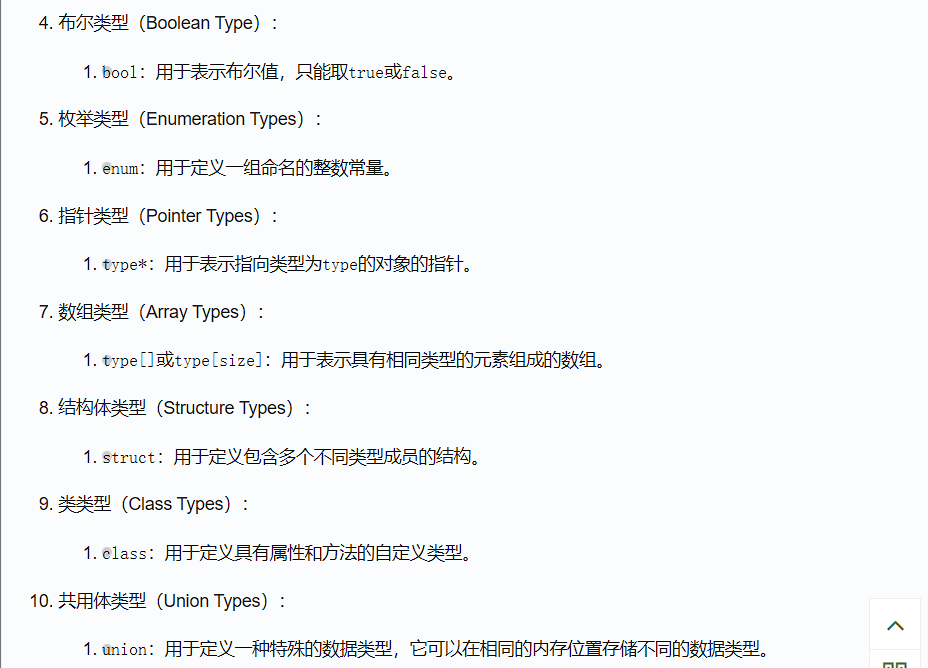 4. 布尔类型（Boolean Type）:
1. bool：用于表示布尔值，只能取true或false。
5. 枚举类型（Enumeration Types）:
1. enum：用于定义一组命名的整数常量。
6. 指针类型（Pointer Types）:
1. type*：用于表示指向类型为type的对象的指针。
7. 数组类型（Array Types）:
1. type[]或type[size]：用于表示具有相同类型的元素组成的数组。
8. 结构体类型（Structure Types）:
1. struct：用于定义包含多个不同类型成员的结构。
9. 类类型（Class Types）:
1. class：用于定义具有属性和方法的自定义类型。
10. 共用体类型（Union Types）:
1. union：用于定义一种特殊的数据类型，它可以在相同的内存位置存储不同的数据类型。